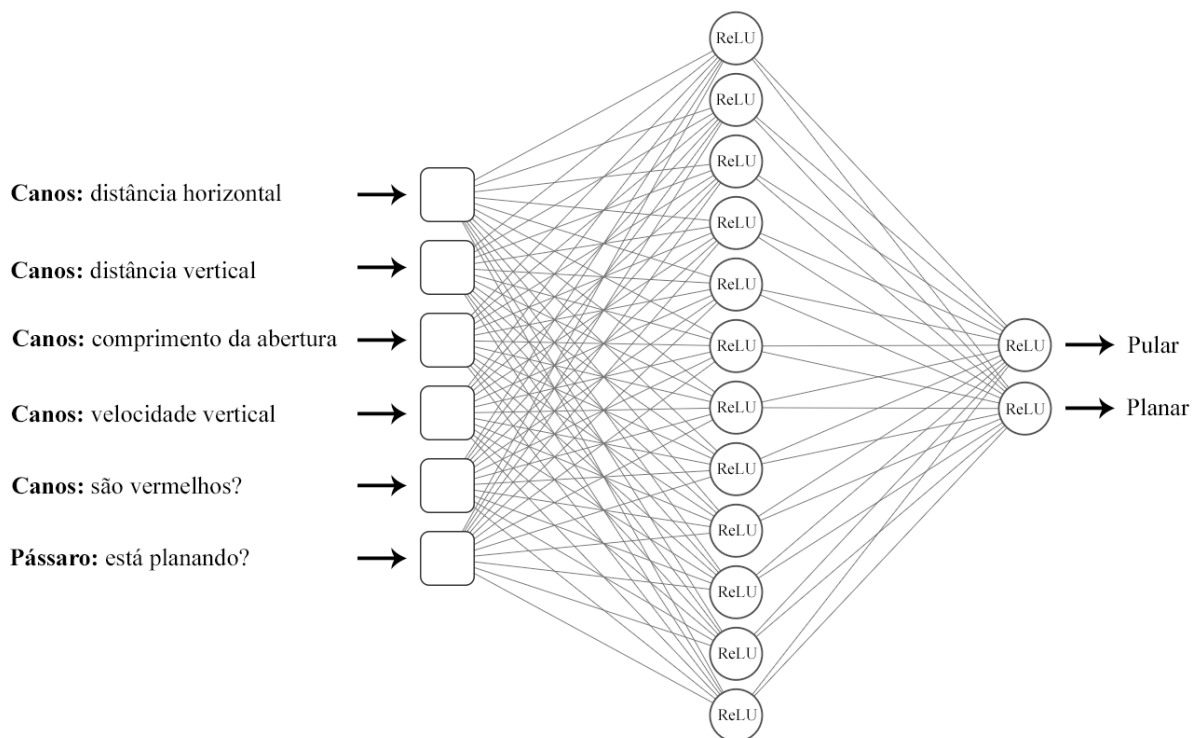 Canos: distância horizontal
Canos: distância vertical
Canos: comprimento da abertura
Canos: velocidade vertical
Canos: são vermelhos?
Pássaro: está planando?
ReLU
ReLU
ReLU
ReLU
ReLU
ReLU
ReLU
ReLU
ReLU
ReLU
ReLU
ReLU
ReLU
Pular
ReLU
Planar